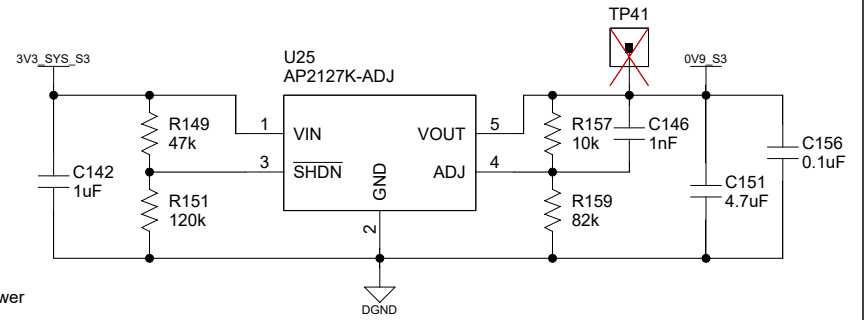 TP41
3V3_SYS_S3
U25
AP2127K-ADJ
0V9_S3
1
VIN
VOUT
5
3
SHDN
ADJ
4
GND
2
R149
47k
R151
120k
C142
1uF
R157
10k
C146
1nF
R159
82k
C151
4.7uF
C156
0.1uF
DGND
wer